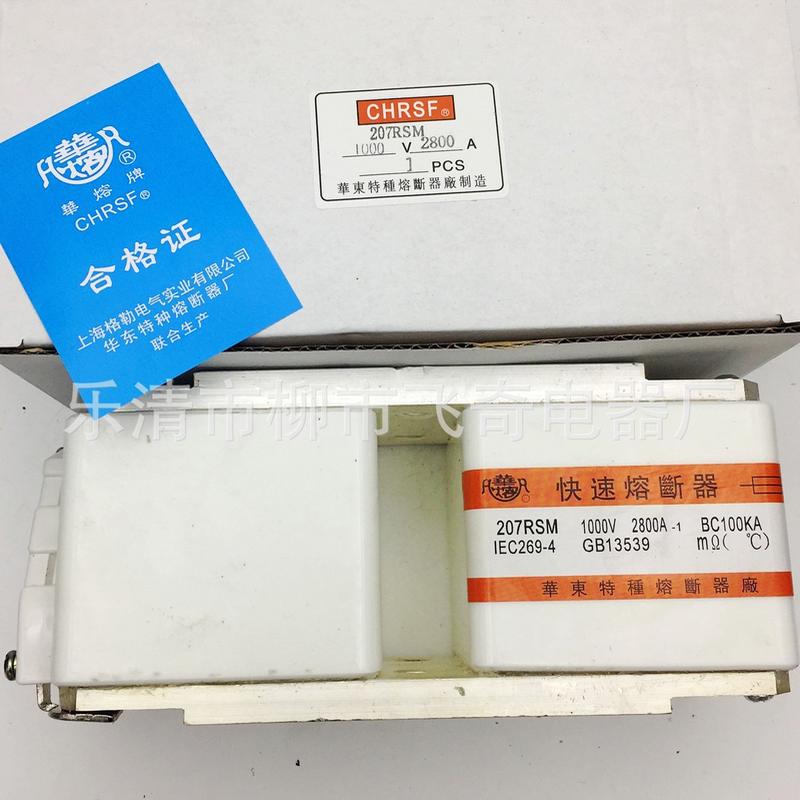 CHRSF®
207RSM
1000 V 2800 A
1 PCS
華東特種熔斷器廠制造
華熔
®
華熔牌
CHRSF®
合格证
上海格勒电气实业有限公司
华东特种熔断器厂
联合生产
乐清市柳市飞奇电器厂
華熔
®
快速熔斷器
207RSM 1000V 2800A -1 BC100KA
IEC269-4 GB13539 mΩ( ℃)
華東特種熔斷器廠